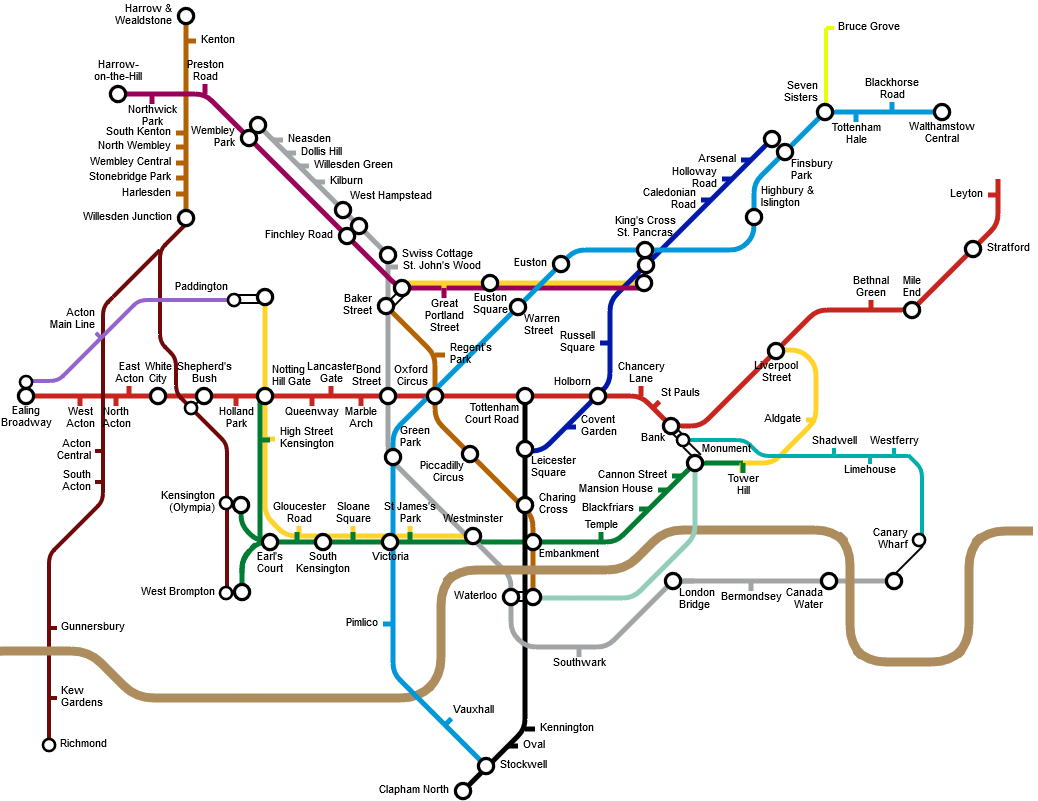 Harrow &
Wealdstone
Bruce Grove
Kenton
Harrow-
on-the-Hill
Preston
Road
Seven
Sisters
Blackhorse
Road
Northwick
Park
South Kenton
North Wembley
Wembley Central
Stonebridge Park
Harlesden
Willesden Junction
Wembley
Park
Neasden
Dollis Hill
Willesden Green
Kilburn
West Hampstead
Finchley Road
Swiss Cottage
St. John's Wood
Tottenham
Hale
Walthamstow
Central
Arsenal
Holloway
Road
Caledonian
Road
Finsbury
Park
Highbury &
Islington
Leyton
King's Cross
St. Pancras
Stratford
Euston
Paddington
Baker
Street
Great
Portland
Street
Euston
Square
Warren
Street
Bethnal
Green
Mile
End
Acton
Main Line
Regent's
Park
Russell
Square
Liverpool
Street
East
Acton
White
City
Shepherd's
Bush
Notting
Hill Gate
Lancaster
Gate
Bond
Street
Oxford
Circus
Holborn
Chancery
Lane
St Pauls
Ealing
Broadway
West
Acton
North
Acton
Holland
Park
Queenway
Marble
Arch
Tottenham
Court Road
Covent
Garden
Bank
Aldgate
Acton
Central
High Street
Kensington
Green
Park
Monument
Shadwell
Westferry
Limehouse
South
Acton
Piccadilly
Circus
Leicester
Square
Cannon Street
Mansion House
Blackfriars
Temple
Tower
Hill
Kensington
(Olympia)
Gloucester
Road
Sloane
Square
St James's
Park
Westminster
Charing
Cross
Canary
Wharf
Earl's
Court
South
Kensington
Victoria
Embankment
West Brompton
Waterloo
London
Bridge
Bermondsey
Canada
Water
Gunnersbury
Pimlico
Southwark
Kew
Gardens
Vauxhall
Kennington
Oval
Richmond
Stockwell
Clapham North